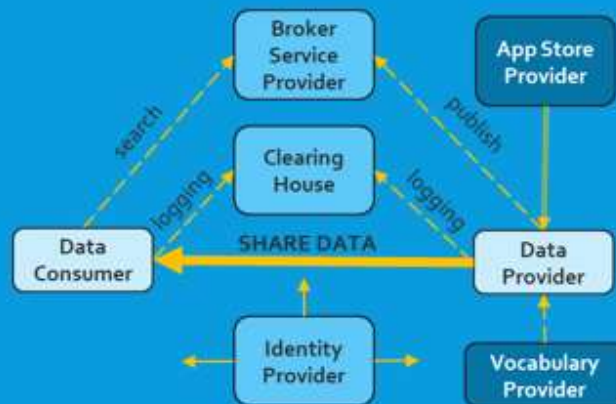 Broker
Service
Provider
App Store
Provider
search
publish
Clearing
House
logging
logging
Data
Consumer
SHARE DATA
Data
Provider
Identity
Provider
Vocabulary
Provider